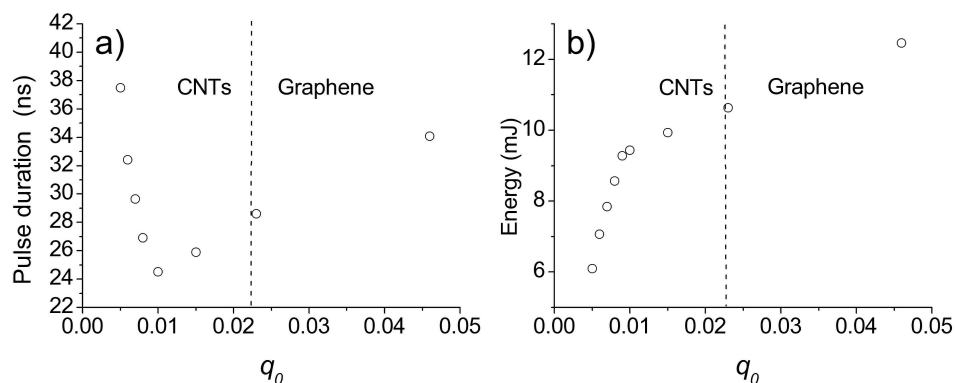 a)
CNTs
Graphene
Pulse duration (ns)
42
40
38
36
34
32
30
28
26
24
22
0.00
0.01
0.02
0.03
0.04
0.05
q0
b)
CNTs
Graphene
Energy (mJ)
12
10
8
6
0.00
0.01
0.02
0.03
0.04
0.05
q0